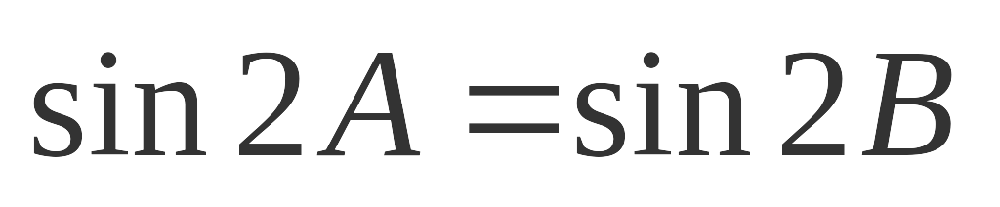 sin 2A = sin 2B